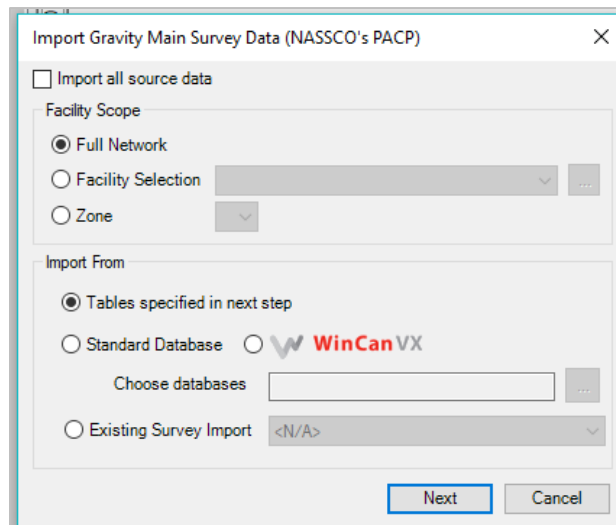 Import Gravity Main Survey Data (NASSCO's PACP)
Import all source data
Facility Scope
Full Network
Facility Selection
...
Zone
Import From
Tables specified in next step
Standard Database WinCan VX
Choose databases ...
Existing Survey Import <N/A>
Next Cancel